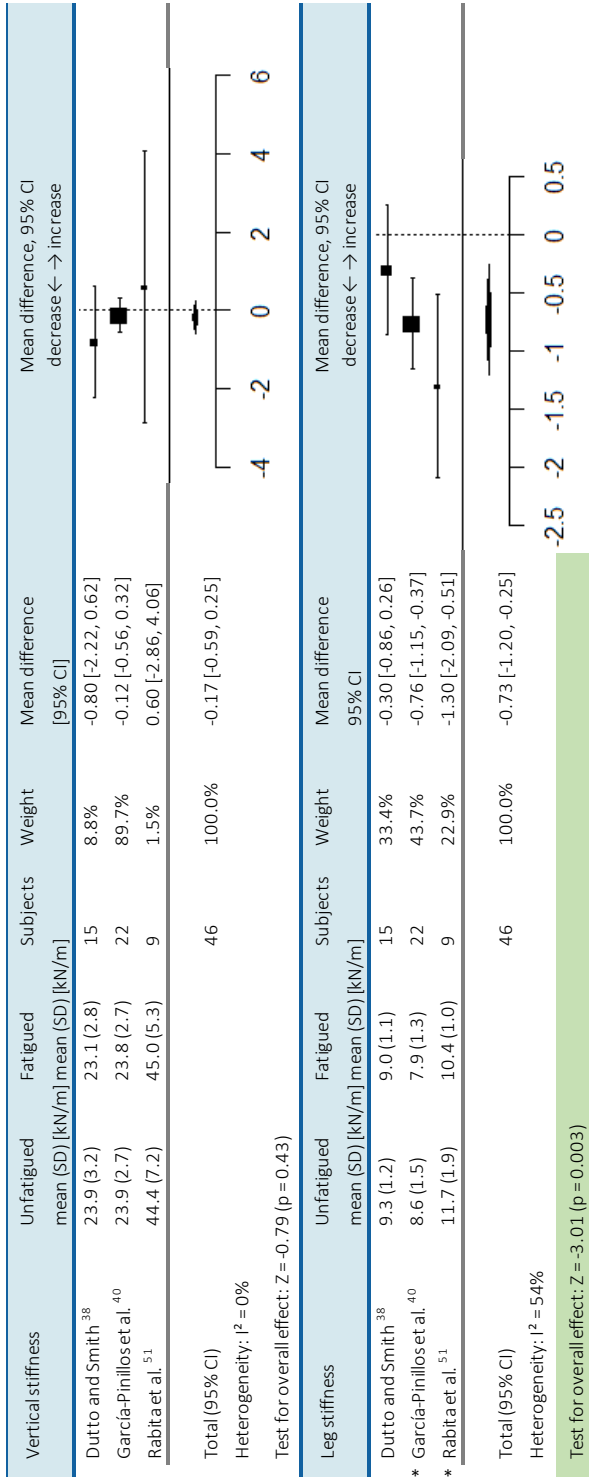 Vertical stiffness Unfatigued Fatigued Subjects Weight Mean difference Mean difference, 95% CI
mean (SD) [kN/m] mean (SD) [kN/m] [95% CI] decrease ← → increase
Dutto and Smith 38 23.9 (3.2) 23.1 (2.8) 15 8.8% -0.80 [-2.22, 0.62]
García-Pinillos et al. 40 23.9 (2.7) 23.8 (2.7) 22 89.7% -0.12 [-0.56, 0.32]
Rabita et al. 51 44.4 (7.2) 45.0 (5.3) 9 1.5% 0.60 [-2.86, 4.06]
Total (95% CI) 46 100.0% -0.17 [-0.59, 0.25]
Heterogeneity: I² = 0%
Test for overall effect: Z = -0.79 (p = 0.43)
-4 -2 0 2 4 6
Leg stiffness Unfatigued Fatigued Subjects Weight Mean difference Mean difference, 95% CI
mean (SD) [kN/m] mean (SD) [kN/m] 95% CI decrease ← → increase
Dutto and Smith 38 9.3 (1.2) 9.0 (1.1) 15 33.4% -0.30 [-0.86, 0.26]
* García-Pinillos et al. 40 8.6 (1.5) 7.9 (1.3) 22 43.7% -0.76 [-1.15, -0.37]
* Rabita et al. 51 11.7 (1.9) 10.4 (1.0) 9 22.9% -1.30 [-2.09, -0.51]
Total (95% CI) 46 100.0% -0.73 [-1.20, -0.25]
Heterogeneity: I² = 54%
-2.5 -2 -1.5 -1 -0.5 0 0.5
Test for overall effect: Z = -3.01 (p = 0.003)